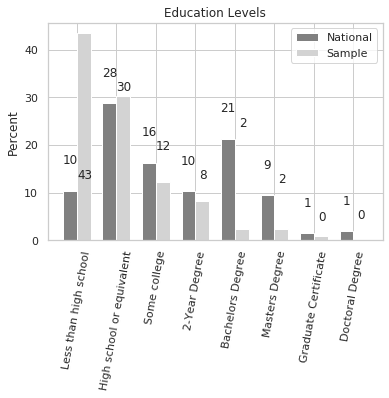 Education Levels
National
Sample
Percent
40
30
20
10
0
10
43
28
30
16
12
10
8
21
2
9
2
1
0
1
0
Less than high school
High school or equivalent
Some college
2-Year Degree
Bachelors Degree
Masters Degree
Graduate Certificate
Doctoral Degree